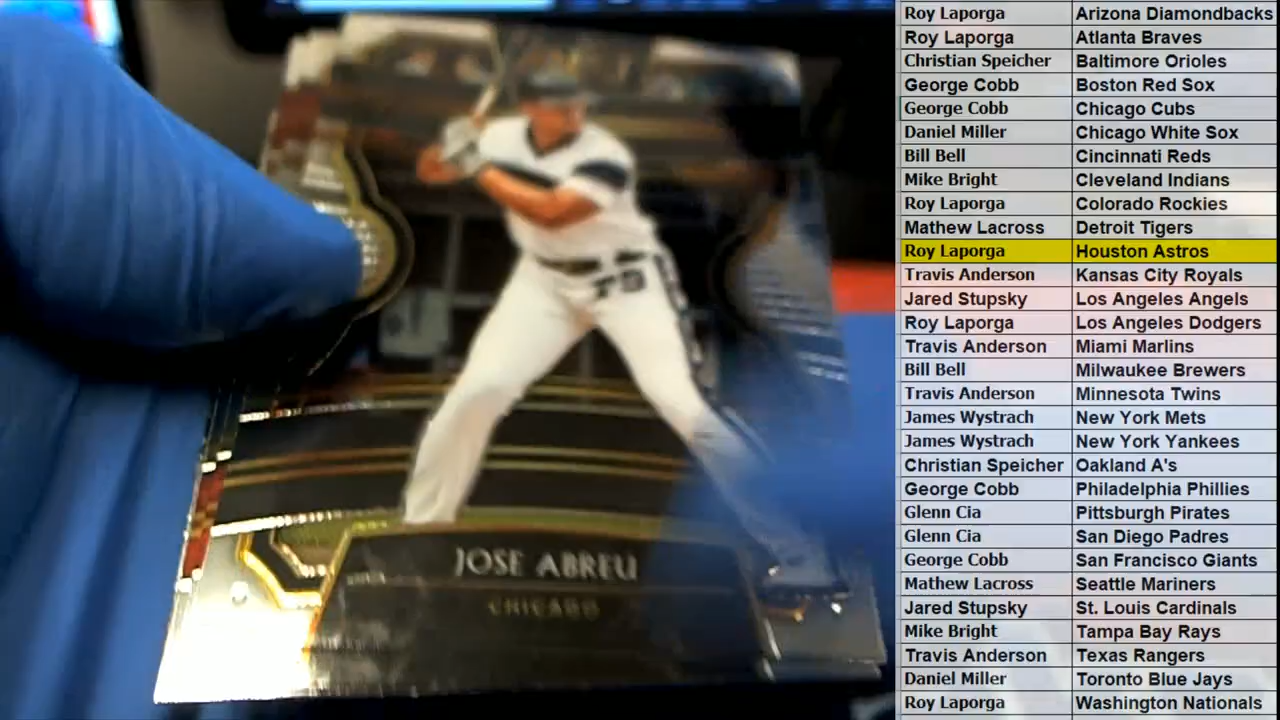 79
JOSE ABREU
CHICAGO
Roy Laporga Arizona Diamondbacks
Roy Laporga Atlanta Braves
Christian Speicher Baltimore Orioles
George Cobb Boston Red Sox
George Cobb Chicago Cubs
Daniel Miller Chicago White Sox
Bill Bell Cincinnati Reds
Mike Bright Cleveland Indians
Roy Laporga Colorado Rockies
Mathew Lacross Detroit Tigers
Roy Laporga Houston Astros
Travis Anderson Kansas City Royals
Jared Stupsky Los Angeles Angels
Roy Laporga Los Angeles Dodgers
Travis Anderson Miami Marlins
Bill Bell Milwaukee Brewers
Travis Anderson Minnesota Twins
James Wystrach New York Mets
James Wystrach New York Yankees
Christian Speicher Oakland A's
George Cobb Philadelphia Phillies
Glenn Cia Pittsburgh Pirates
Glenn Cia San Diego Padres
George Cobb San Francisco Giants
Mathew Lacross Seattle Mariners
Jared Stupsky St. Louis Cardinals
Mike Bright Tampa Bay Rays
Travis Anderson Texas Rangers
Daniel Miller Toronto Blue Jays
Roy Laporga Washington Nationals